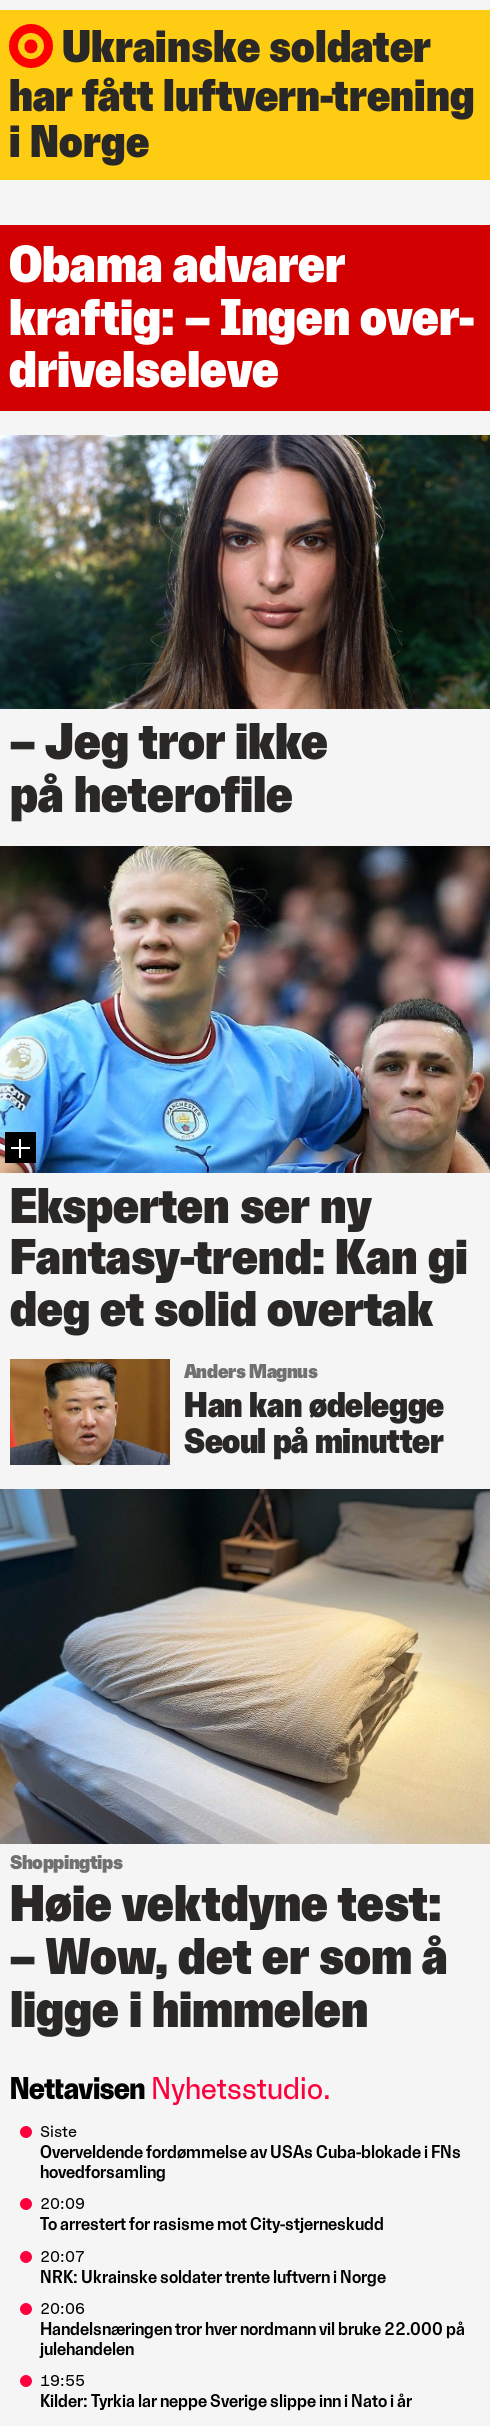 Ukrainske soldater
har fått luftvern-trening
i Norge
Obama advarer
kraftig: – Ingen over-
drivelseleve
– Jeg tror ikke
på heterofile
MANCHESTER
Eksperten ser ny
Fantasy-trend: Kan gi
deg et solid overtak
Anders Magnus
Han kan ødelegge
Seoul på minutter
Shoppingtips
Høie vektdyne test:
– Wow, det er som å
ligge i himmelen
Nettavisen Nyhetsstudio.
Siste
Overveldende fordømmelse av USAs Cuba-blokade i FNs
hovedforsamling
20:09
To arrestert for rasisme mot City-stjerneskudd
20:07
NRK: Ukrainske soldater trente luftvern i Norge
20:06
Handelsnæringen tror hver nordmann vil bruke 22.000 på
julehandelen
19:55
Kilder: Tyrkia lar neppe Sverige slippe inn i Nato i år